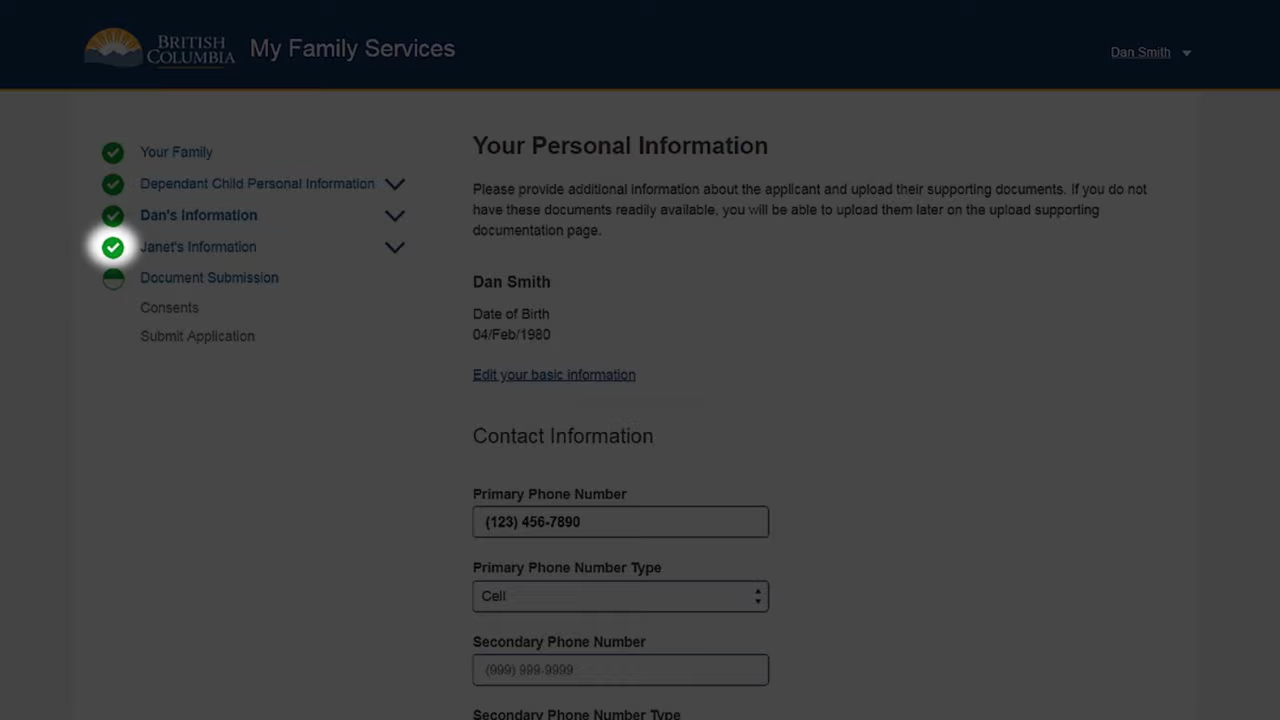 BRITISH
COLUMBIA
My Family Services
Dan Smith
Your Family
Dependant Child Personal Information
Dan's Information
Janet's Information
Document Submission
Consents
Submit Application
Your Personal Information
Please provide additional information about the applicant and upload their supporting documents. If you do not
have these documents readily available, you will be able to upload them later on the upload supporting
documentation page.
Dan Smith
Date of Birth
04/Feb/1980
Edit your basic information
Contact Information
Primary Phone Number
(123) 456-7890
Primary Phone Number Type
Cell
Secondary Phone Number
(999) 999-9999
Secondary Phone Number Type